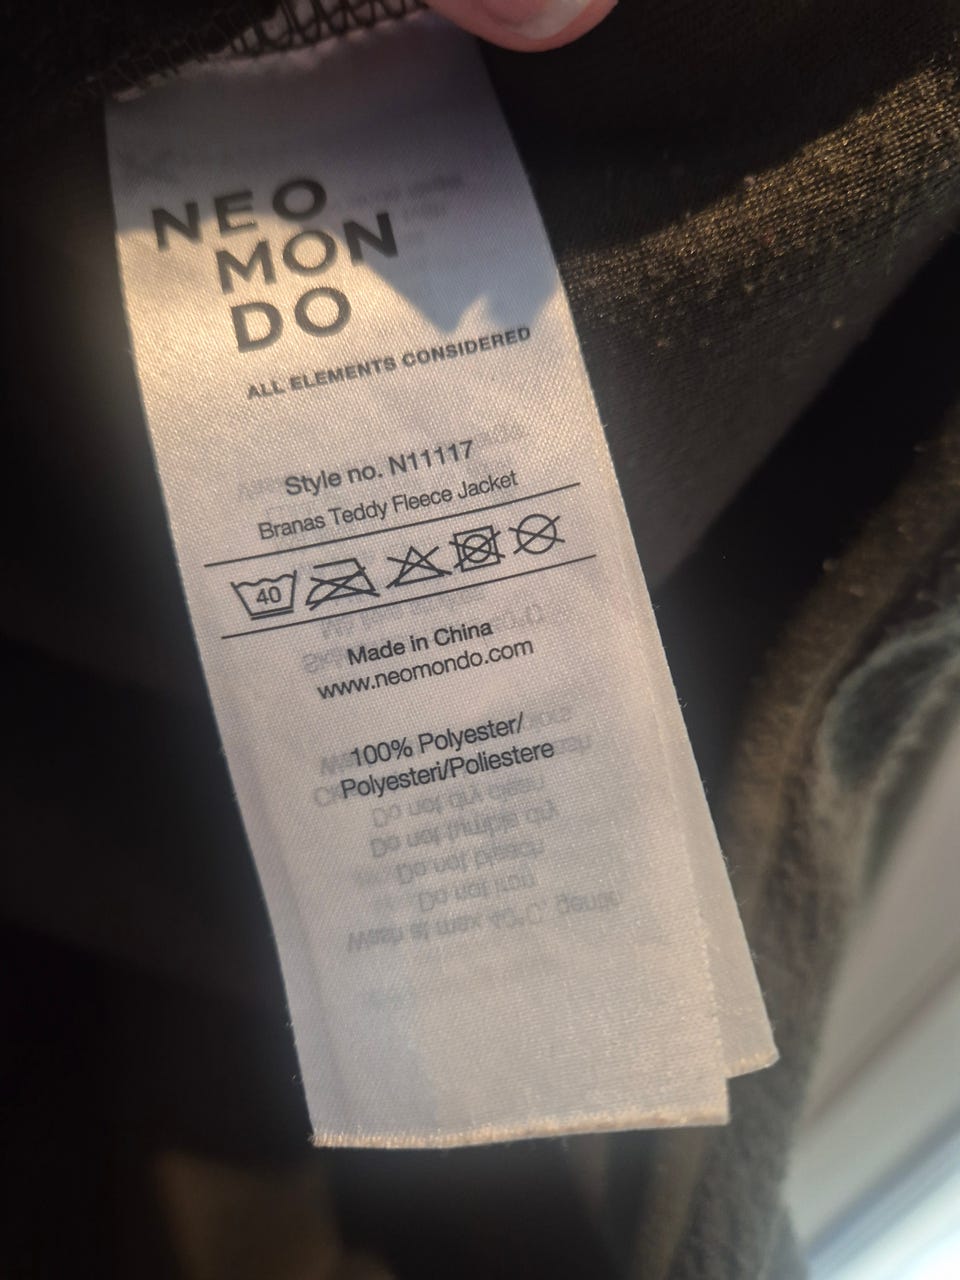 NEO
MON
DO
ALL ELEMENTS CONSIDERED
Style no. N11117
Branas Teddy Fleece Jacket
40
Made in China
www.neomondo.com
100% Polyester/
Polyesteri/Poliestere